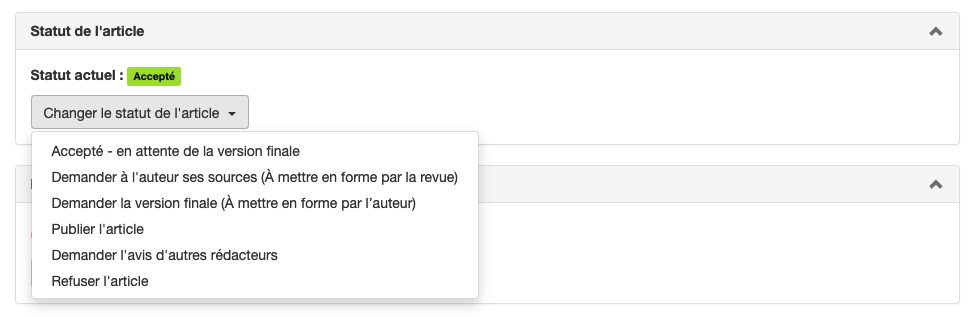 Statut de l'article
Statut actuel : Accepté
Changer le statut de l'article
Accepté - en attente de la version finale
Demander à l'auteur ses sources (À mettre en forme par la revue)
Demander la version finale (À mettre en forme par l’auteur)
Publier l'article
Demander l'avis d'autres rédacteurs
Refuser l'article